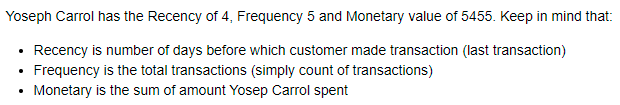 Yoseph Carrol has the Recency of 4, Frequency 5 and Monetary value of 5455. Keep in mind that:
• Recency is number of days before which customer made transaction (last transaction)
• Frequency is the total transactions (simply count of transactions)
• Monetary is the sum of amount Yosep Carrol spent